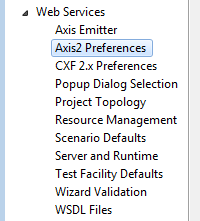 Web Services
Axis Emitter
Axis2 Preferences
CXF 2.x Preferences
Popup Dialog Selection
Project Topology
Resource Management
Scenario Defaults
Server and Runtime
Test Facility Defaults
Wizard Validation
WSDL Files